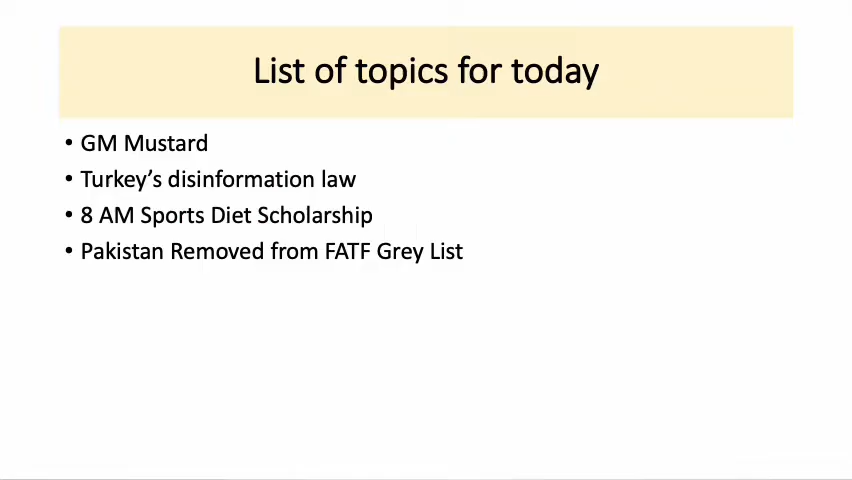 List of topics for today
• GM Mustard
• Turkey’s disinformation law
• 8 AM Sports Diet Scholarship
• Pakistan Removed from FATF Grey List